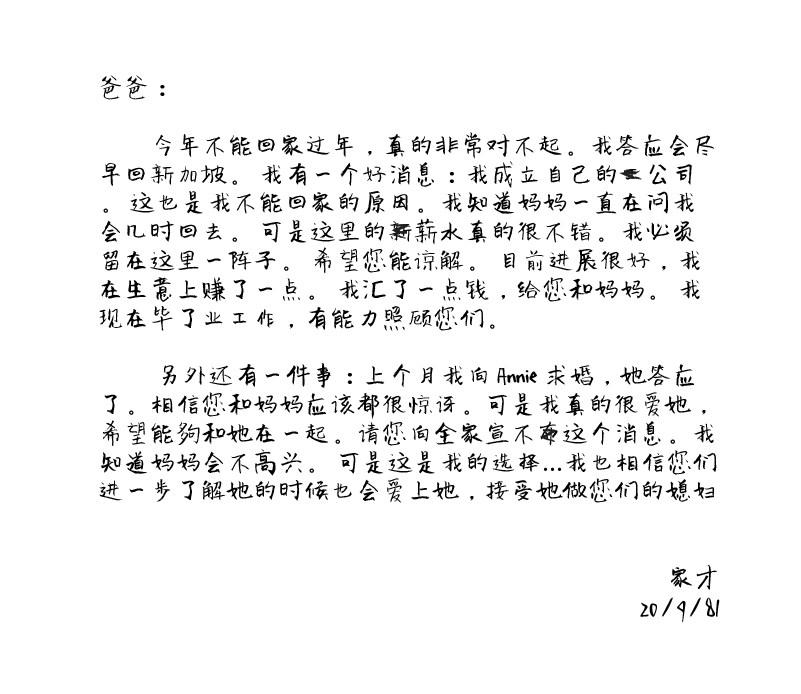 爸爸：
今年不能回家过年，真的非常对不起。我答应会尽
早回新加坡。我有一个好消息：我成立自己的公司
。这也是我不能回家的原因。我知道妈妈一直在问我
会几时回去。可是这里的薪水真的很不错。我必须
留在这里一阵子。希望您能谅解。目前进展很好，我
在生意上赚了一点。我汇了一点钱，给您和妈妈。我
现在毕了业工作，有能力照顾您们。
另外还有一件事：上个月我向Annie求婚，她答应
了。相信您和妈妈应该都很惊讶。可是我真的很爱她，
希望能够和她在一起。请您向全家宣不这个消息。我
知道妈妈会不高兴。可是这是我的选择...我也相信您们
进一步了解她的时候也会爱上她，接受她做您们的媳妇
家才
20/9/81